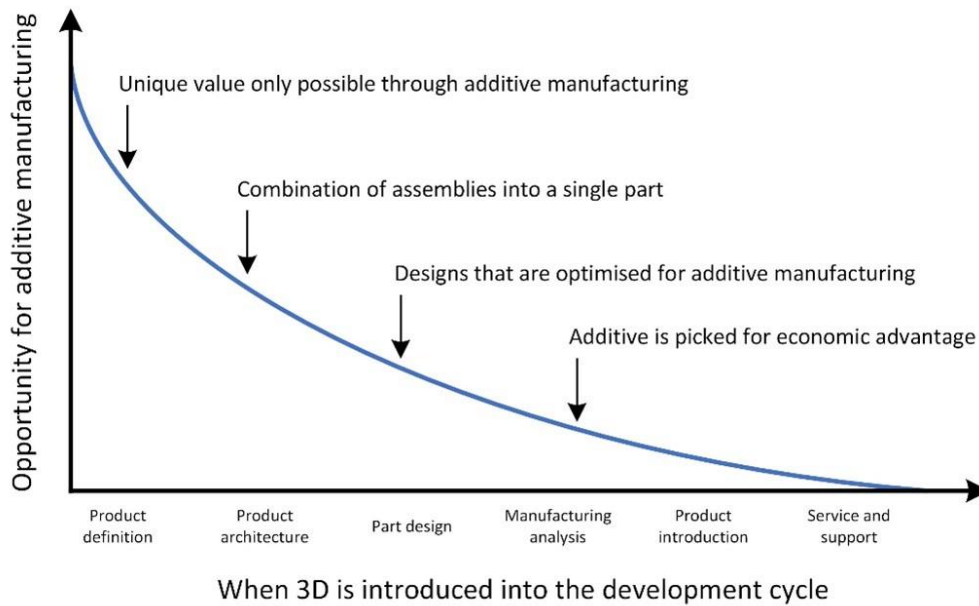 Opportunity for additive manufacturing
Unique value only possible through additive manufacturing
Combination of assemblies into a single part
Designs that are optimised for additive manufacturing
Additive is picked for economic advantage
Product
definition
Product
architecture
Part design
Manufacturing
analysis
Product
introduction
Service and
support
When 3D is introduced into the development cycle